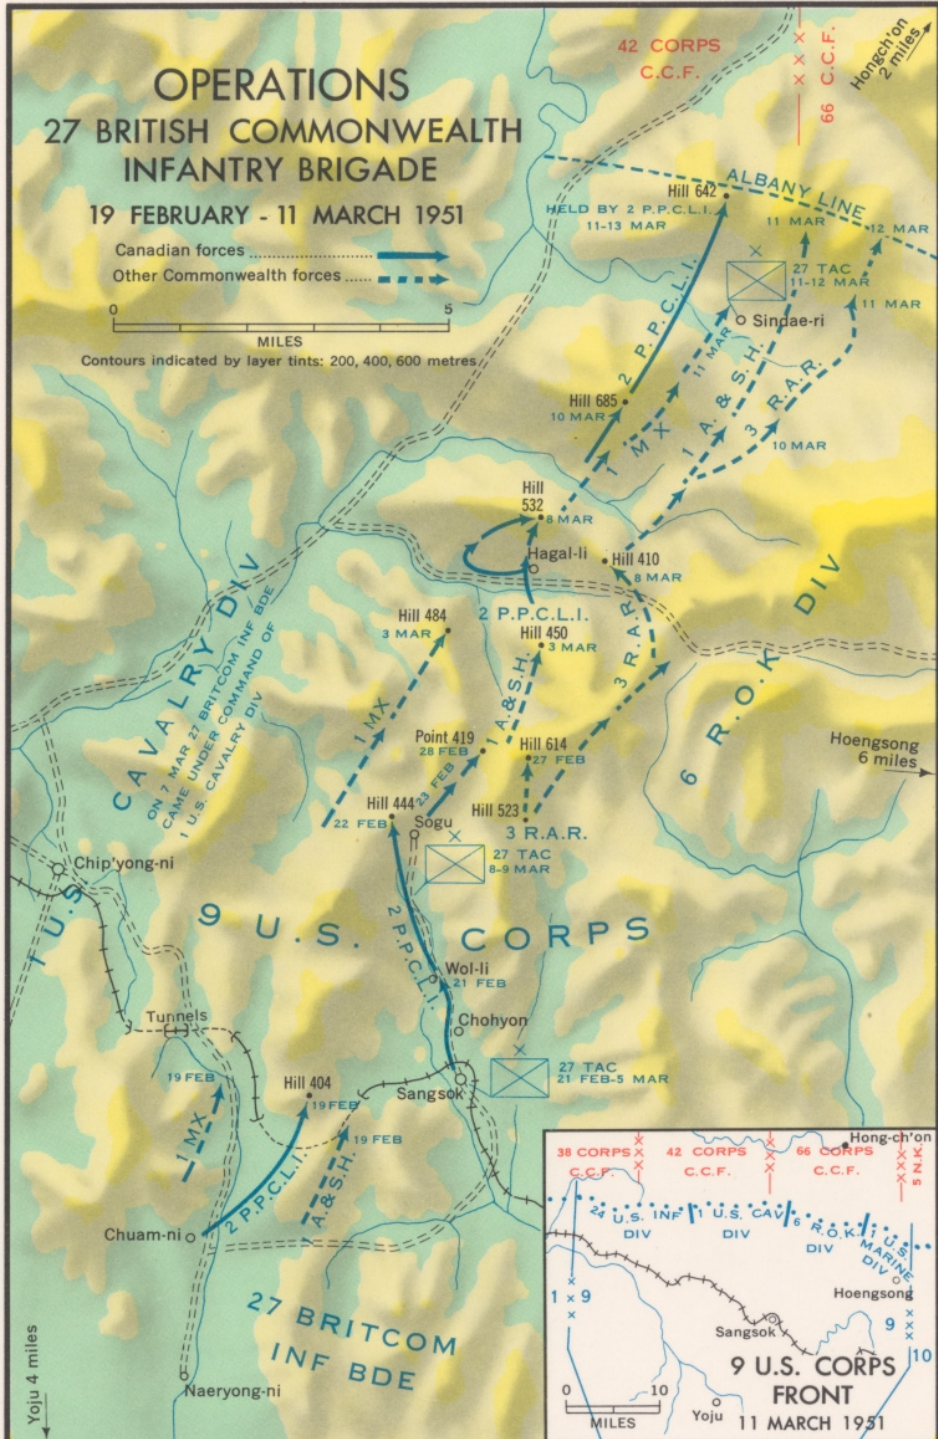 OPERATIONS
27 BRITISH COMMONWEALTH
INFANTRY BRIGADE
19 FEBRUARY - 11 MARCH 1951
Canadian forces
Other Commonwealth forces
0 5
MILES
Contours indicated by layer tints: 200, 400, 600 metres
42 CORPS
C.C.F.
66 C.C.F.
Hongch'on
2 miles
ALBANY LINE
Hill 642
HELD BY 2 P.P.C.L.I.
11-13 MAR
11 MAR
12 MAR
27 TAC
11-12 MAR
11 MAR
Sindae-ri
2 P.P.C.L.I.
11 MAR
Hill 685
10 MAR
1 MX
1 A. & S.H.
3 R.A.R.
10 MAR
Hill
532
8 MAR
Hagal-li
Hill 410
8 MAR
2 P.P.C.L.I.
Hill 484
3 MAR
Hill 450
3 MAR
3 R.A.R.
1 MX
1 A.&S.H.
6 R.O.K. DIV
1 U.S. CAVALRY DIV
ON 7 MAR 27 BRITCOM INF BDE
CAME UNDER COMMAND OF
1 U.S. CAVALRY DIV
Point 419
28 FEB
23 FEB
Hill 614
27 FEB
Hoengsong
6 miles
Hill 444
22 FEB
Sogu
Hill 523
3 R.A.R.
27 TAC
8-9 MAR
Chip'yong-ni
9 U.S. CORPS
2 P.P.C.L.I.
Wol-li
21 FEB
Tunnels
Chohyon
27 TAC
21 FEB-5 MAR
Sangsok
19 FEB
1 MX
Hill 404
19 FEB
19 FEB
2 P.P.C.L.I.
1 A.&S.H.
Chuam-ni
27 BRITCOM
INF BDE
Naeryong-ni
Yoju 4 miles
Hong-ch'on
38 CORPS
C.C.F.
42 CORPS
C.C.F.
66 CORPS
C.C.F.
5 N.K.
24 U.S. INF
DIV
1 U.S. CAV
DIV
6 R.O.K.
DIV
1 U.S.
MARINE
DIV
Hoengsong
1 9
9
10
Sangsok
9 U.S. CORPS
FRONT
11 MARCH 1951
0 10
MILES
Yoju